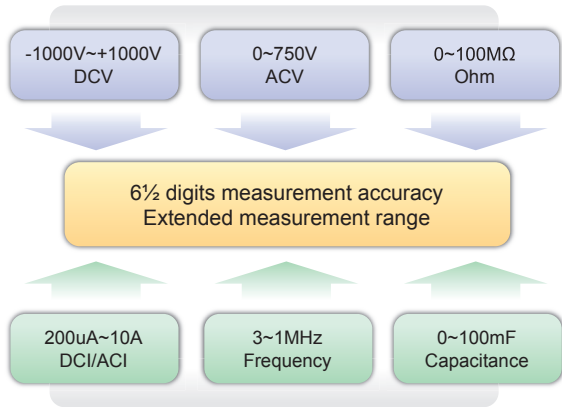 -1000V~+1000V
DCV
0~750V
ACV
0~100MΩ
Ohm
6½ digits measurement accuracy
Extended measurement range
200uA~10A
DCI/ACI
3~1MHz
Frequency
0~100mF
Capacitance